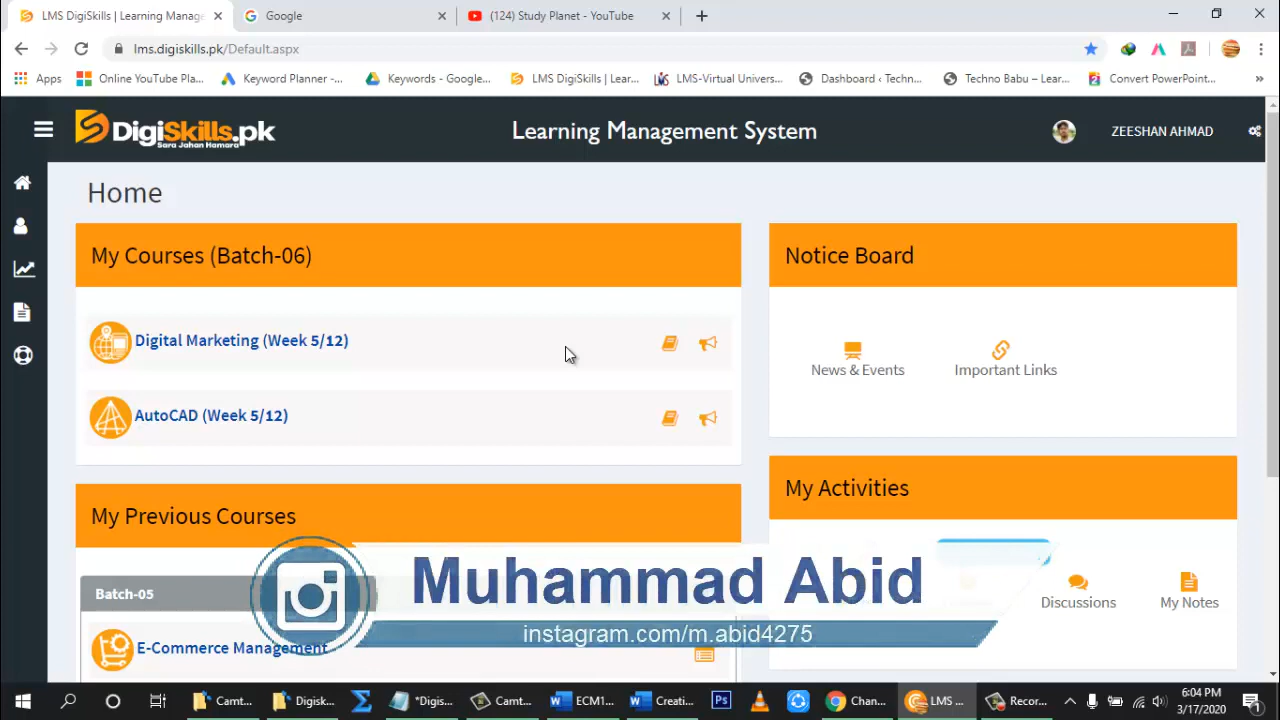 LMS DigiSkills | Learning Manage
Google
(124) Study Planet - YouTube
lms.digiskills.pk/Default.aspx
Apps
Online YouTube Pla...
Keyword Planner -...
Keywords - Google...
LMS DigiSkills | Lear...
LMS-Virtual Univers...
Dashboard ‹ Techn...
Techno Babu – Lear...
Convert PowerPoint...
DigiSkills.pk
Sara Jahan Hamara
Learning Management System
ZEESHAN AHMAD
Home
My Courses (Batch-06)
Digital Marketing (Week 5/12)
AutoCAD (Week 5/12)
Notice Board
News & Events
Important Links
My Previous Courses
Batch-05
E-Commerce Management
My Activities
Discussions
My Notes
Muhammad Abid
instagram.com/m.abid4275
Camt...
Digisk...
*Digis...
Camt...
ECM1...
Creati...
Ps
Chan...
LMS ...
Recor...
6:04 PM
3/17/2020
1